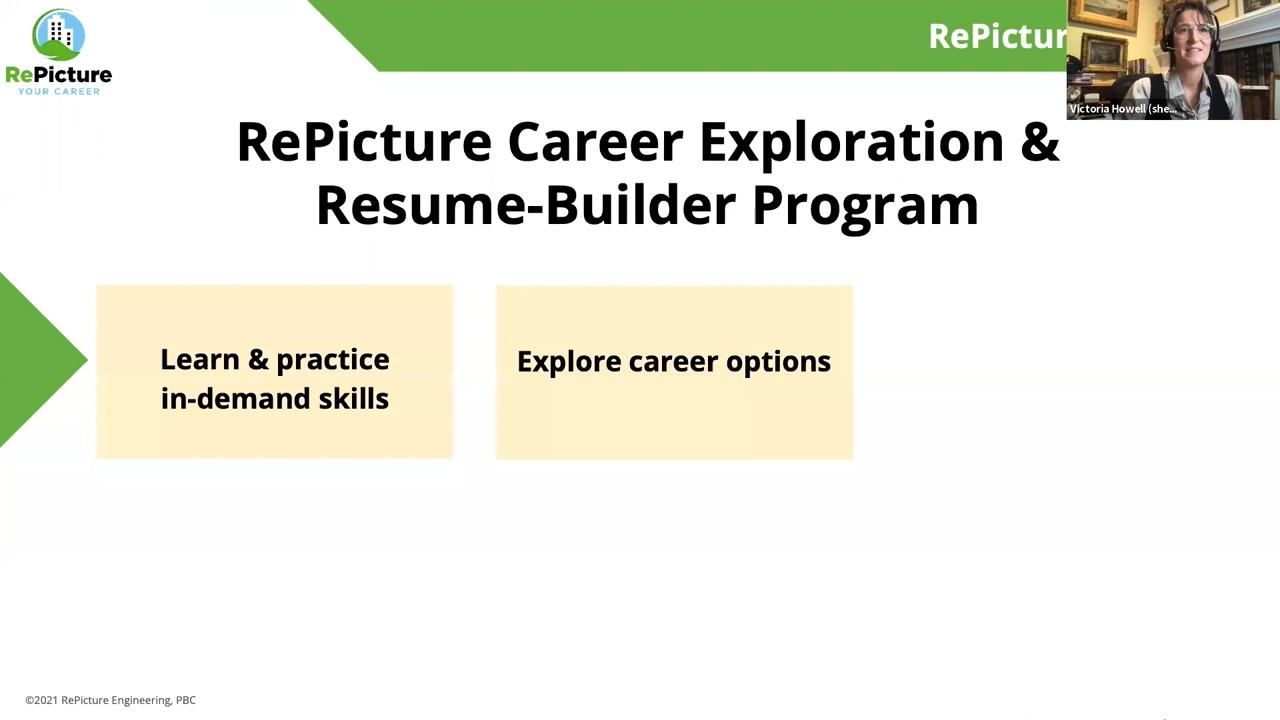 RePicture
YOUR CAREER
Victoria Howell (she...
RePicture Career Exploration &
Resume-Builder Program
Learn & practice
in-demand skills
Explore career options
©2021 RePicture Engineering, PBC